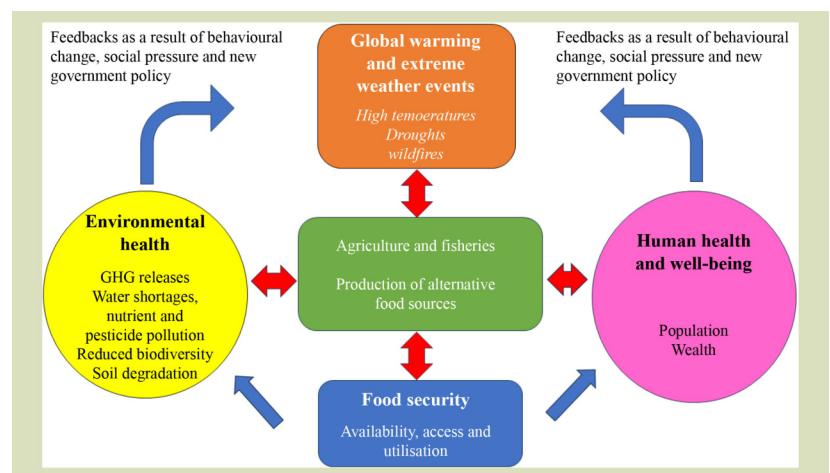 Feedbacks as a result of behavioural
change, social pressure and new
government policy
Global warming
and extreme
weather events
High temoeratures
Droughts
wildfires
Feedbacks as a result of behavioural
change, social pressure and new
government policy
Environmental
health
GHG releases
Water shortages,
nutrient and
pesticide pollution
Reduced biodiversity
Soil degradation
Agriculture and fisheries
Production of alternative
food sources
Human health
and well-being
Population
Wealth
Food security
Availability, access and
utilisation